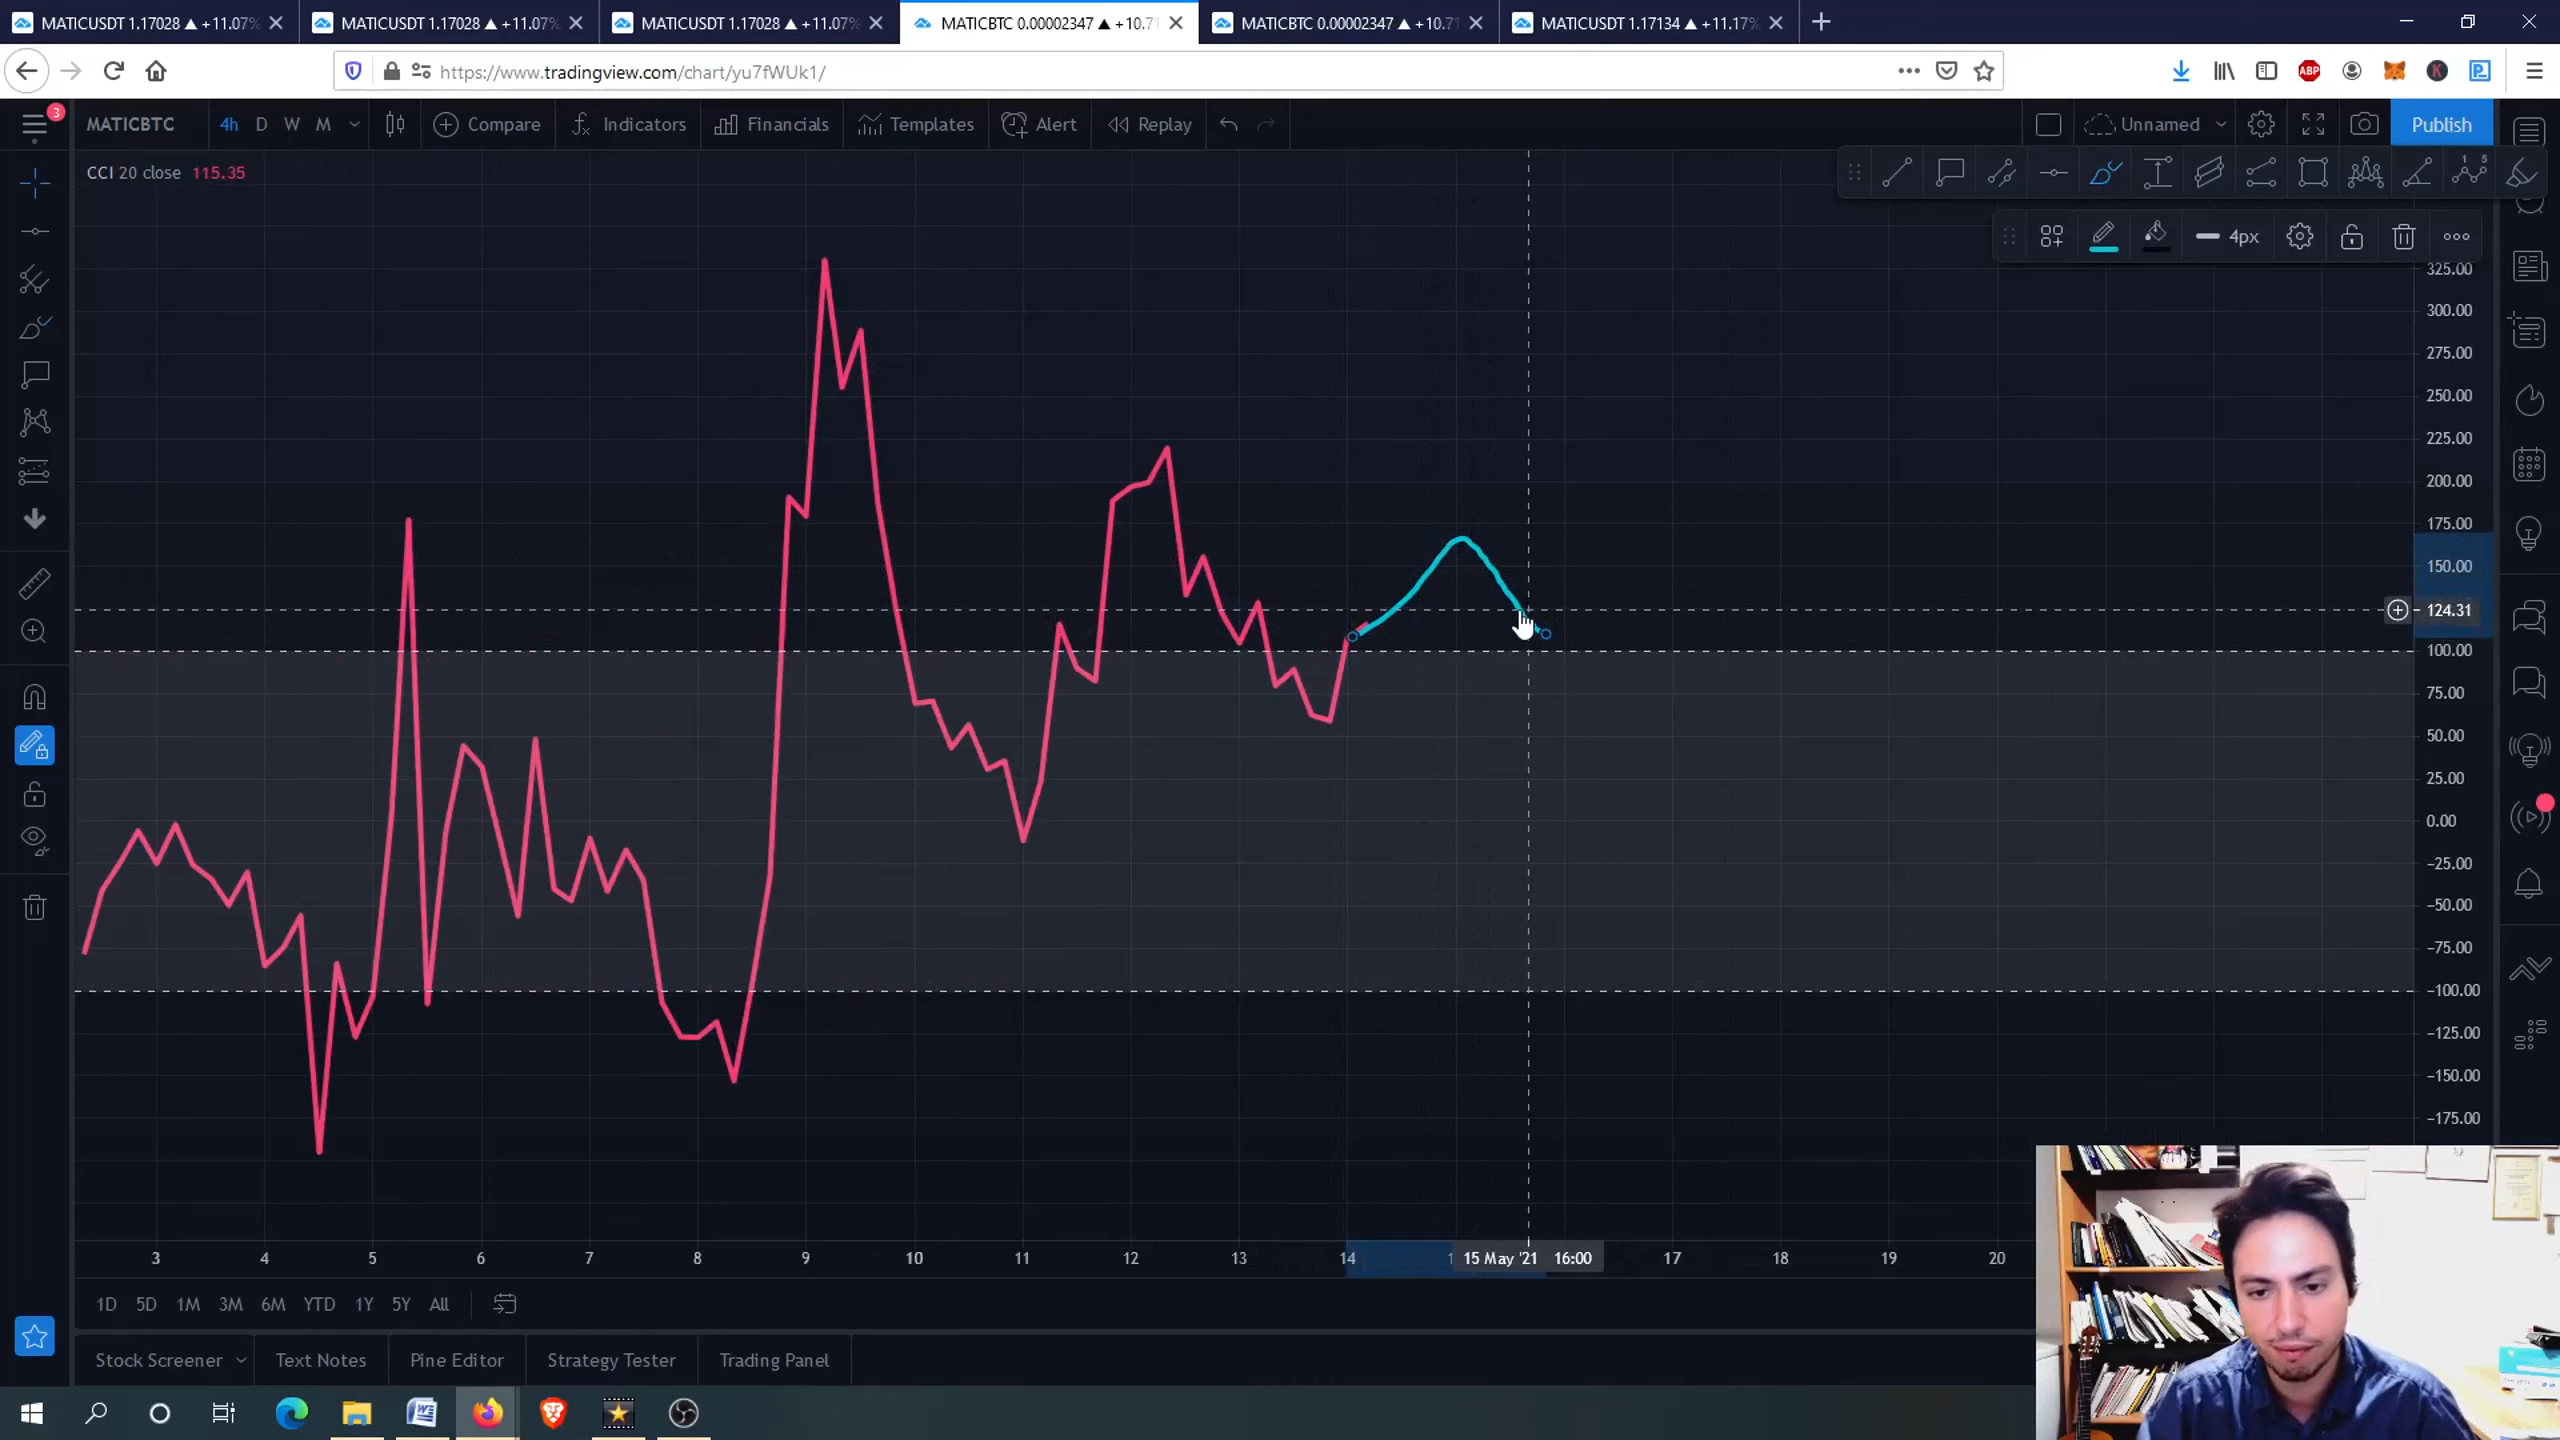 MATICUSDT 1.17028 ▲ +11.07%
MATICUSDT 1.17028 ▲ +11.07%
MATICUSDT 1.17028 ▲ +11.07%
MATICBTC 0.00002347 ▲ +10.71
MATICBTC 0.00002347 ▲ +10.71
MATICUSDT 1.17134 ▲ +11.17%
https://www.tradingview.com/chart/yu7fWUk1/
ABP
K
3
MATICBTC
4h D W M
Compare
Indicators
Financials
Templates
Alert
Replay
Unnamed
Publish
CCI 20 close 115.35
4px
325.00
300.00
275.00
250.00
225.00
200.00
175.00
150.00
124.31
100.00
75.00
50.00
25.00
0.00
−25.00
−50.00
−75.00
−100.00
−125.00
−150.00
−175.00
3 4 5 6 7 8 9 10 11 12 13 14 15 May '21 16:00 17 18 19 20
1D 5D 1M 3M 6M YTD 1Y 5Y All
Stock Screener Text Notes Pine Editor Strategy Tester Trading Panel